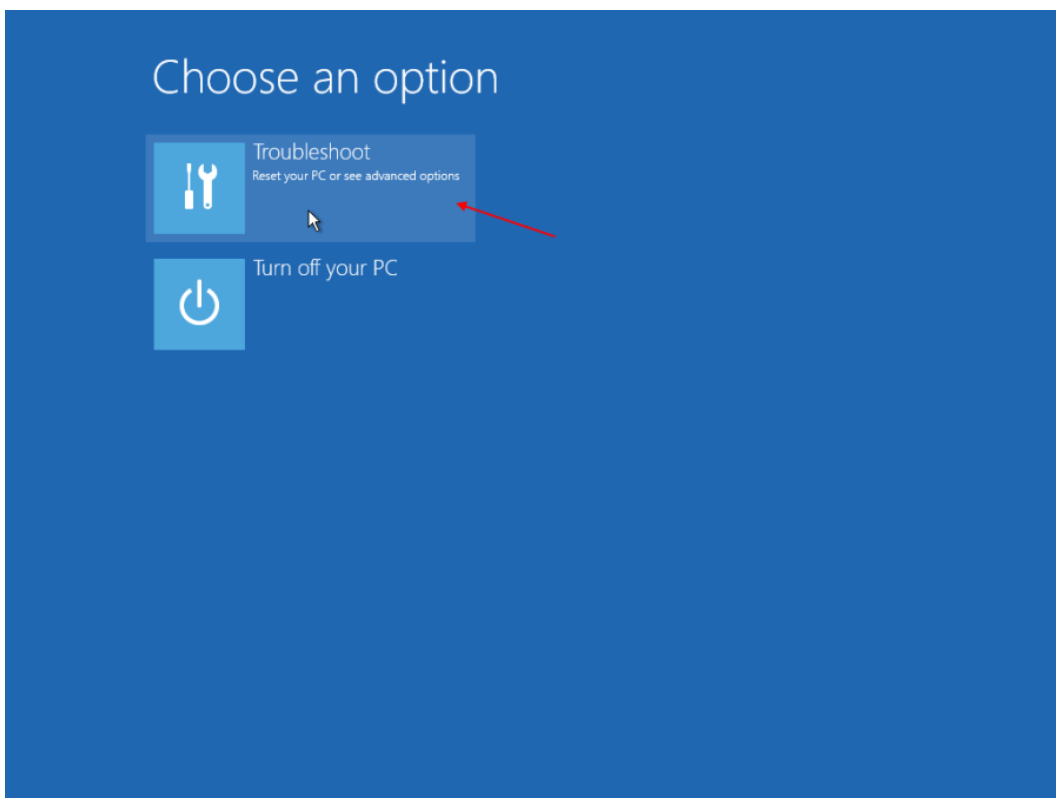 Choose an option
Troubleshoot
Reset your PC or see advanced options
Turn off your PC